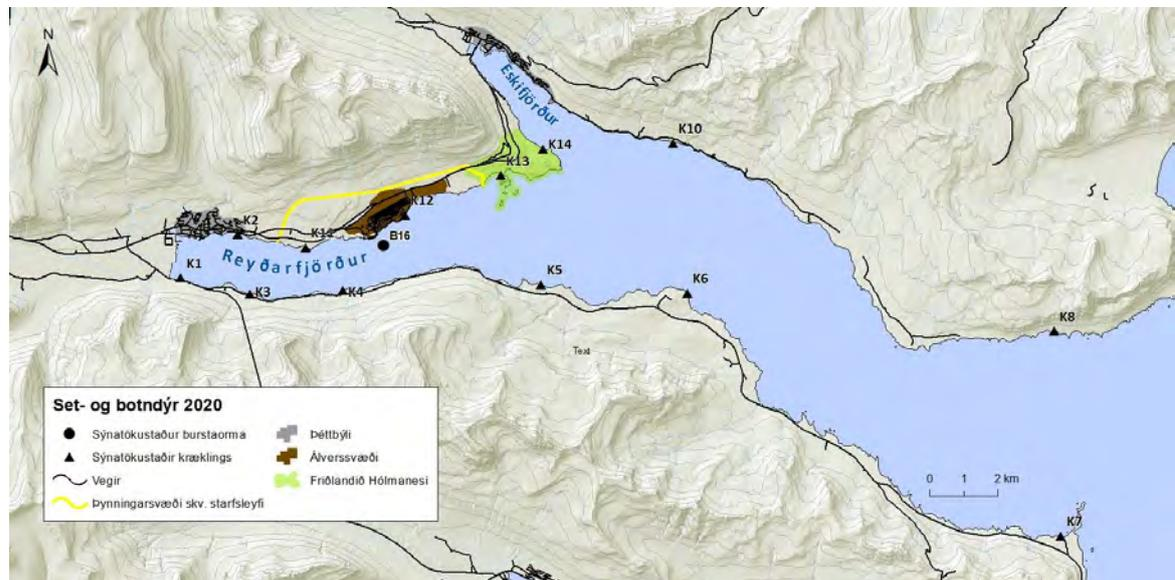 N
Eskifjörður
K10
K14
K13
K12
K2
K11
B16
Reyðarfjörður
K1
K3
K4
K5
K6
K8
Text
Set- og botndýr 2020
Sýnatökustaður burstaorma
Þéttbýli
Sýnatökustaðir kræklings
Álverssvæði
Vegir
Friðlandið Hólmanesi
Þynningarsvæði skv. starfsleyfi
0 1 2 km
K7